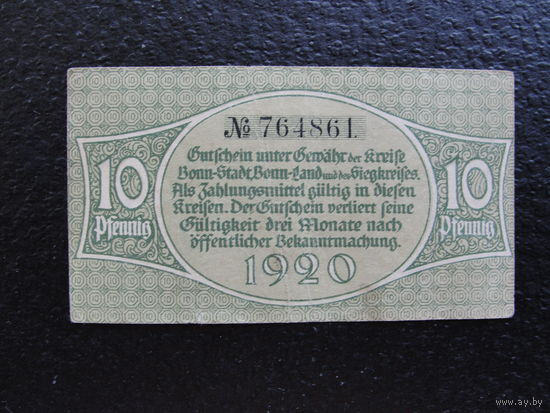 № 764861.
Gutschein unter Gewähr der Kreise
Bonn-Stadt, Bonn-Land und des Siegkreises.
Als Zahlungsmittel gültig in diesen
Kreisen. Der Gutschein verliert seine
Gültigkeit drei Monate nach
öffentlicher Bekanntmachung.
1920
10
Pfennig
10
Pfennig
www.ay.by